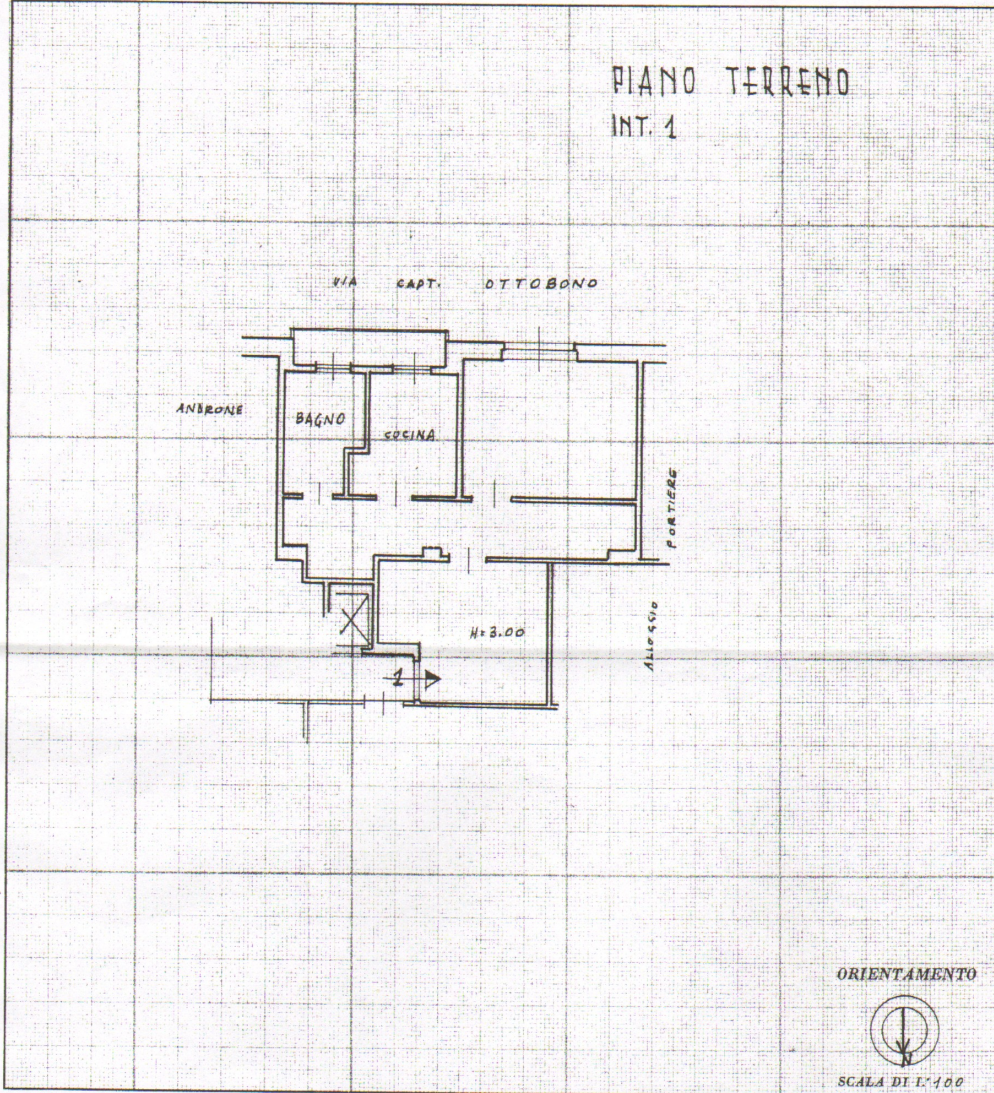 PIANO TERRENO
INT. 1
VIA CAPT. OTTOBONO
ANDRONE
BAGNO
CUCINA
PORTIERE
ALLOGGIO
H=3.00
1
ORIENTAMENTO
N
SCALA DI 1:100